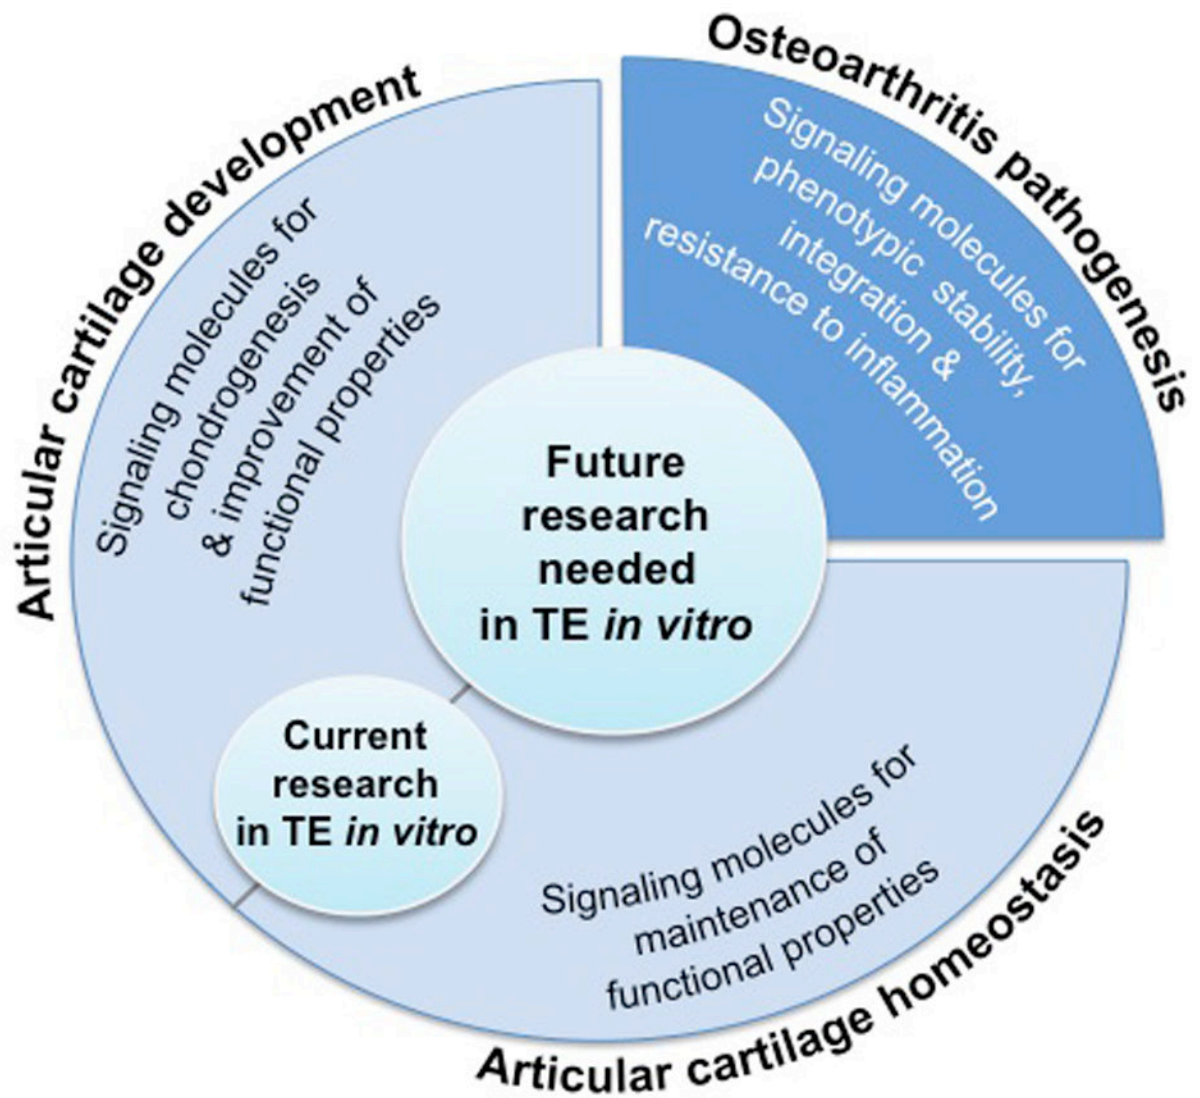 Articular cartilage development
Signaling molecules for
chondrogenesis
& improvement of
functional properties
Osteoarthritis pathogenesis
Signaling molecules for
phenotypic stability,
integration &
resistance to inflammation
Future
research
needed
in TE in vitro
Current
research
in TE in vitro
Signaling molecules for
maintenance of
functional properties
Articular cartilage homeostasis